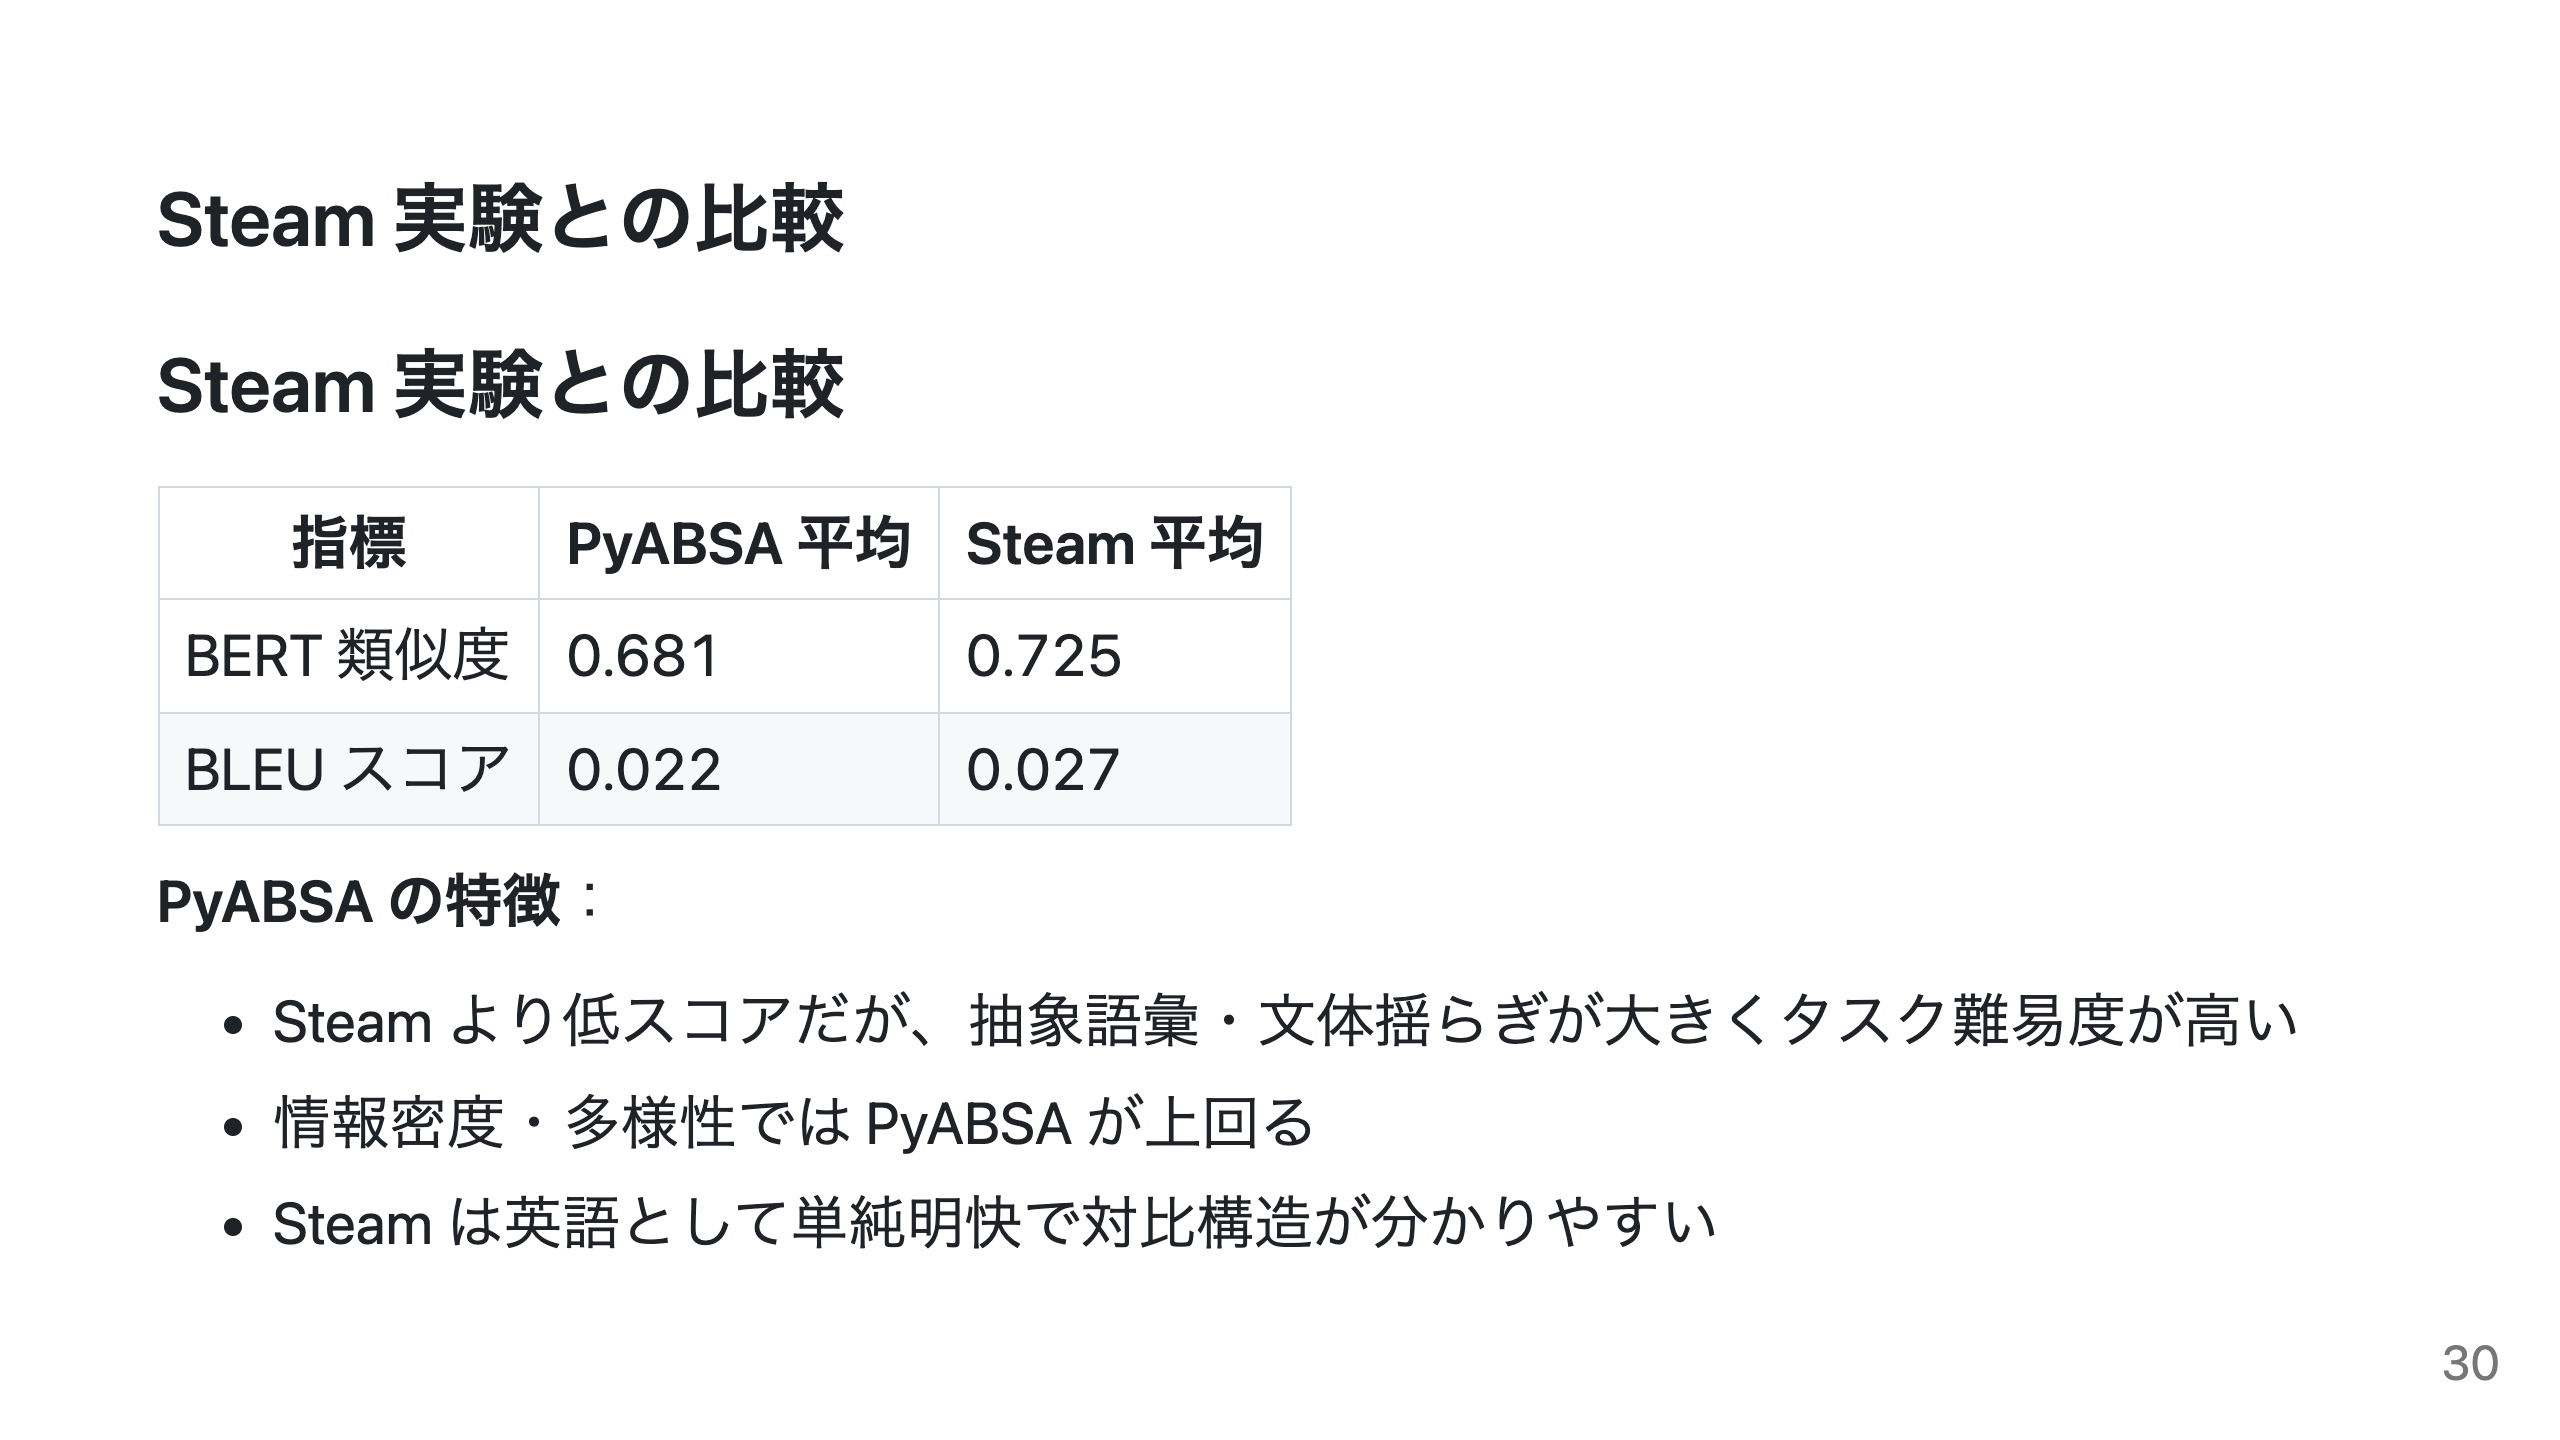 Steam 実験との比較
Steam 実験との比較
指標 PyABSA 平均 Steam 平均
BERT 類似度 0.681 0.725
BLEU スコア 0.022 0.027
PyABSA の特徴：
• Steam より低スコアだが、抽象語彙・文体揺らぎが大きくタスク難易度が高い
• 情報密度・多様性では PyABSA が上回る
• Steam は英語として単純明快で対比構造が分かりやすい
30